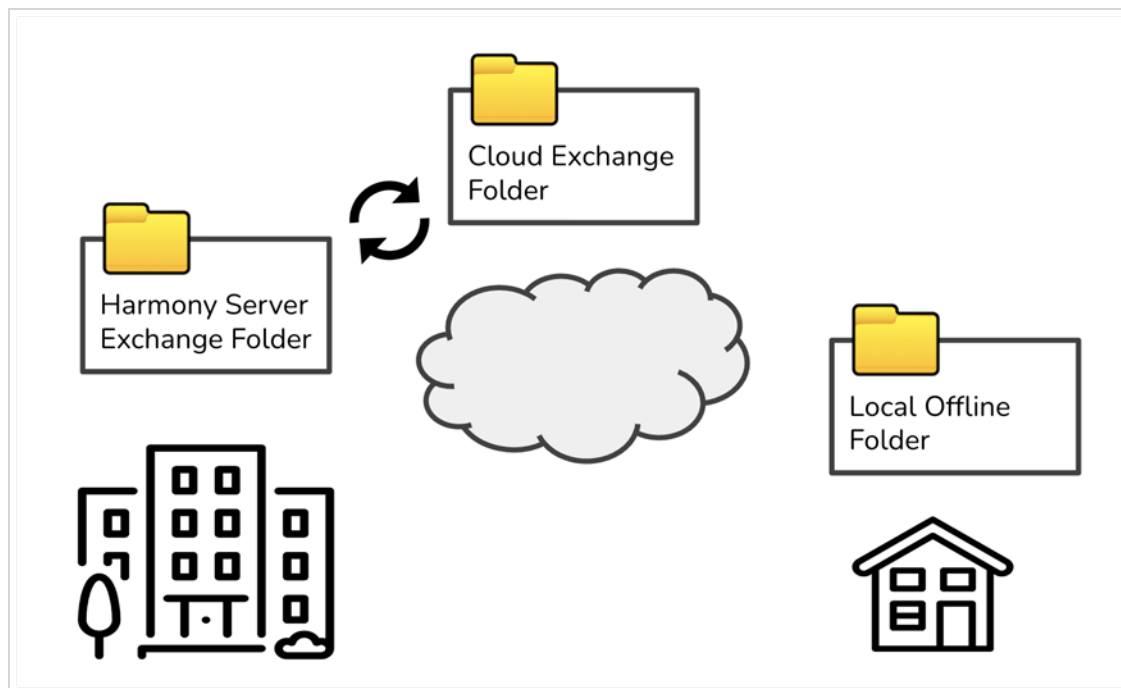 Cloud Exchange
Folder
Harmony Server
Exchange Folder
Local Offline
Folder